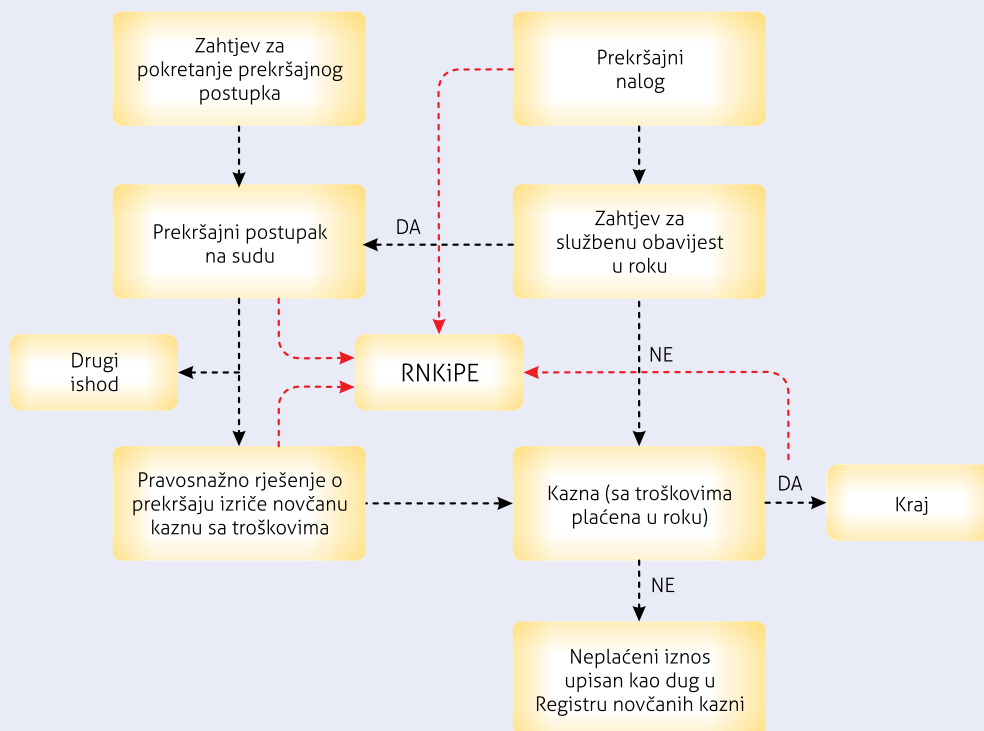 Zahtjev za
pokretanje prekršajnog
postupka
Prekršajni
nalog
Prekršajni postupak
na sudu
DA
Zahtjev za
službenu obavijest
u roku
Drugi
ishod
RNKiPE
NE
Pravosnažno rješenje o
prekršaju izriče novčanu
kaznu sa troškovima
Kazna (sa troškovima
plaćena u roku)
DA
Kraj
NE
Neplaćeni iznos
upisan kao dug u
Registru novčanih kazni